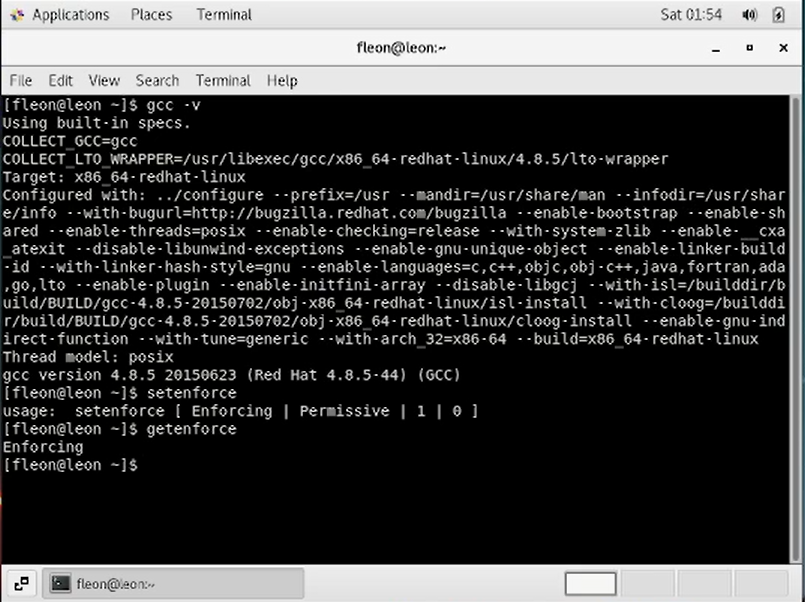 Applications Places Terminal Sat 01:54
fleon@leon:~
File Edit View Search Terminal Help
[fleon@leon ~]$ gcc -v
Using built-in specs.
COLLECT_GCC=gcc
COLLECT_LTO_WRAPPER=/usr/libexec/gcc/x86_64-redhat-linux/4.8.5/lto-wrapper
Target: x86_64-redhat-linux
Configured with: ../configure --prefix=/usr --mandir=/usr/share/man --infodir=/usr/shar
e/info --with-bugurl=http://bugzilla.redhat.com/bugzilla --enable-bootstrap --enable-sh
ared --enable-threads=posix --enable-checking=release --with-system-zlib --enable-__cxa
_atexit --disable-libunwind-exceptions --enable-gnu-unique-object --enable-linker-build
-id --with-linker-hash-style=gnu --enable-languages=c,c++,objc,obj-c++,java,fortran,ada
,go,lto --enable-plugin --enable-initfini-array --disable-libgcj --with-isl=/builddir/b
uild/BUILD/gcc-4.8.5-20150702/obj-x86_64-redhat-linux/isl-install --with-cloog=/builddi
r/build/BUILD/gcc-4.8.5-20150702/obj-x86_64-redhat-linux/cloog-install --enable-gnu-ind
irect-function --with-tune=generic --with-arch_32=x86-64 --build=x86_64-redhat-linux
Thread model: posix
gcc version 4.8.5 20150623 (Red Hat 4.8.5-44) (GCC)
[fleon@leon ~]$ setenforce
usage:  setenforce [ Enforcing | Permissive | 1 | 0 ]
[fleon@leon ~]$ getenforce
Enforcing
[fleon@leon ~]$
fleon@leon:~